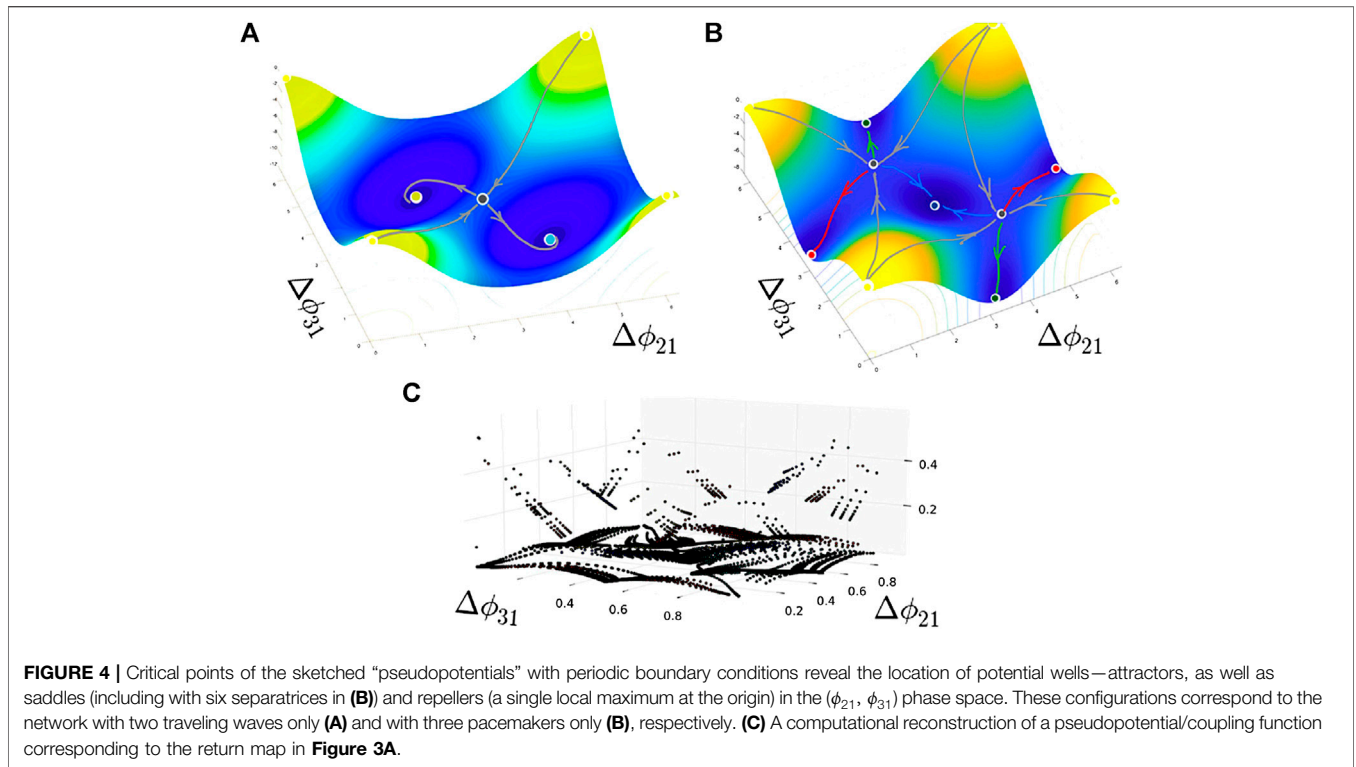 A
B
Δϕ31
Δϕ21
Δϕ31
Δϕ21
C
0.4
0.2
Δϕ31
0.4
0.6
0.8
0.2
0.4
0.6
0.8
Δϕ21
FIGURE 4 | Critical points of the sketched “pseudopotentials” with periodic boundary conditions reveal the location of potential wells—attractors, as well as
saddles (including with six separatrices in (B)) and repellers (a single local maximum at the origin) in the (ϕ21, ϕ31) phase space. These configurations correspond to the
network with two traveling waves only (A) and with three pacemakers only (B), respectively. (C) A computational reconstruction of a pseudopotential/coupling function
corresponding to the return map in Figure 3A.